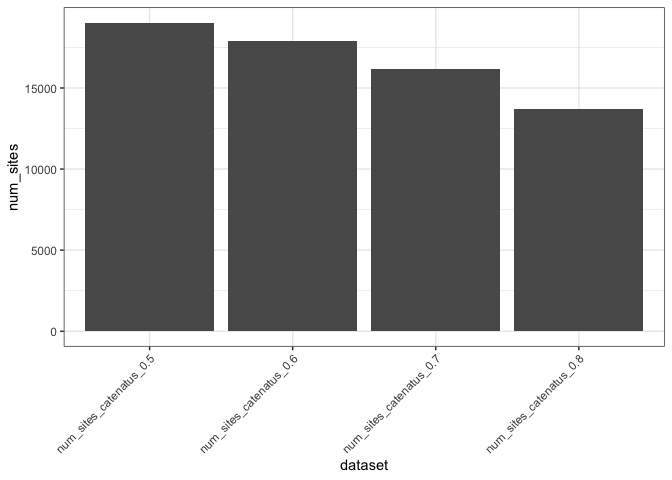 15000
10000
5000
0
num_sites
num_sites_catenatus_0.5
num_sites_catenatus_0.6
num_sites_catenatus_0.7
num_sites_catenatus_0.8
dataset